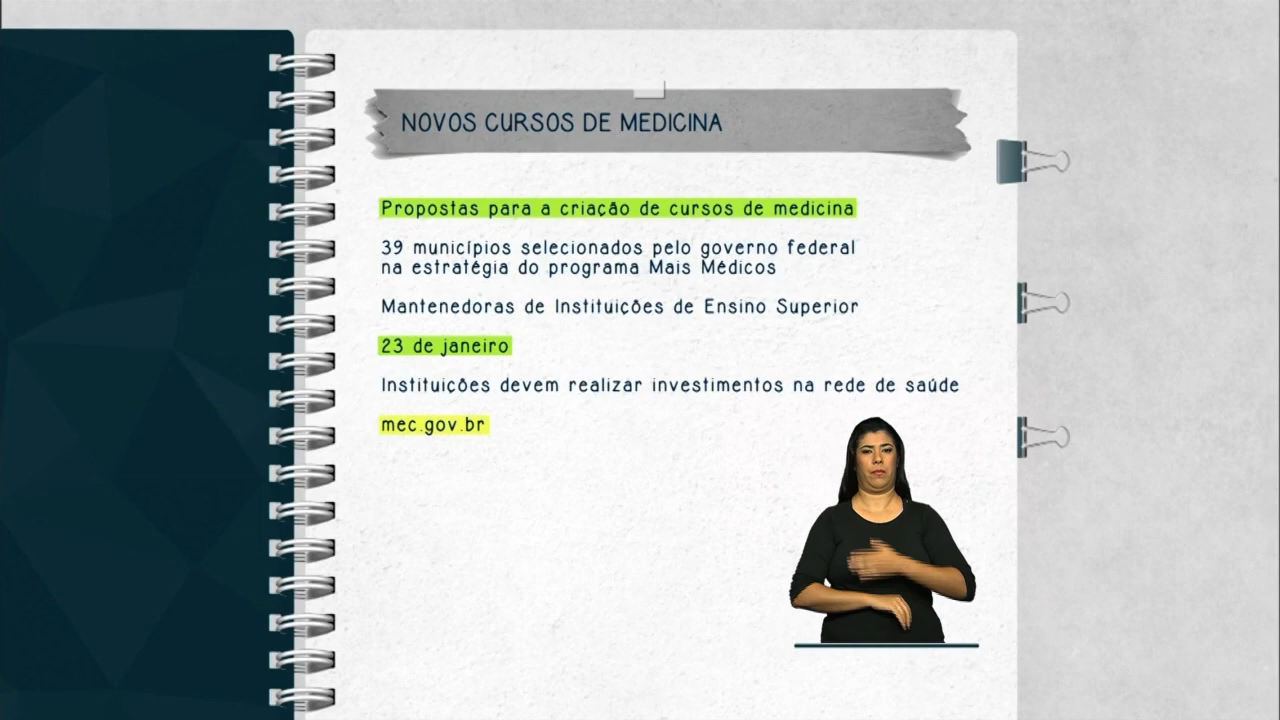 NOVOS CURSOS DE MEDICINA
Propostas para a criação de cursos de medicina
39 municípios selecionados pelo governo federal
na estratégia do programa Mais Médicos
Mantenedoras de Instituições de Ensino Superior
23 de janeiro
Instituições devem realizar investimentos na rede de saúde
mec.gov.br